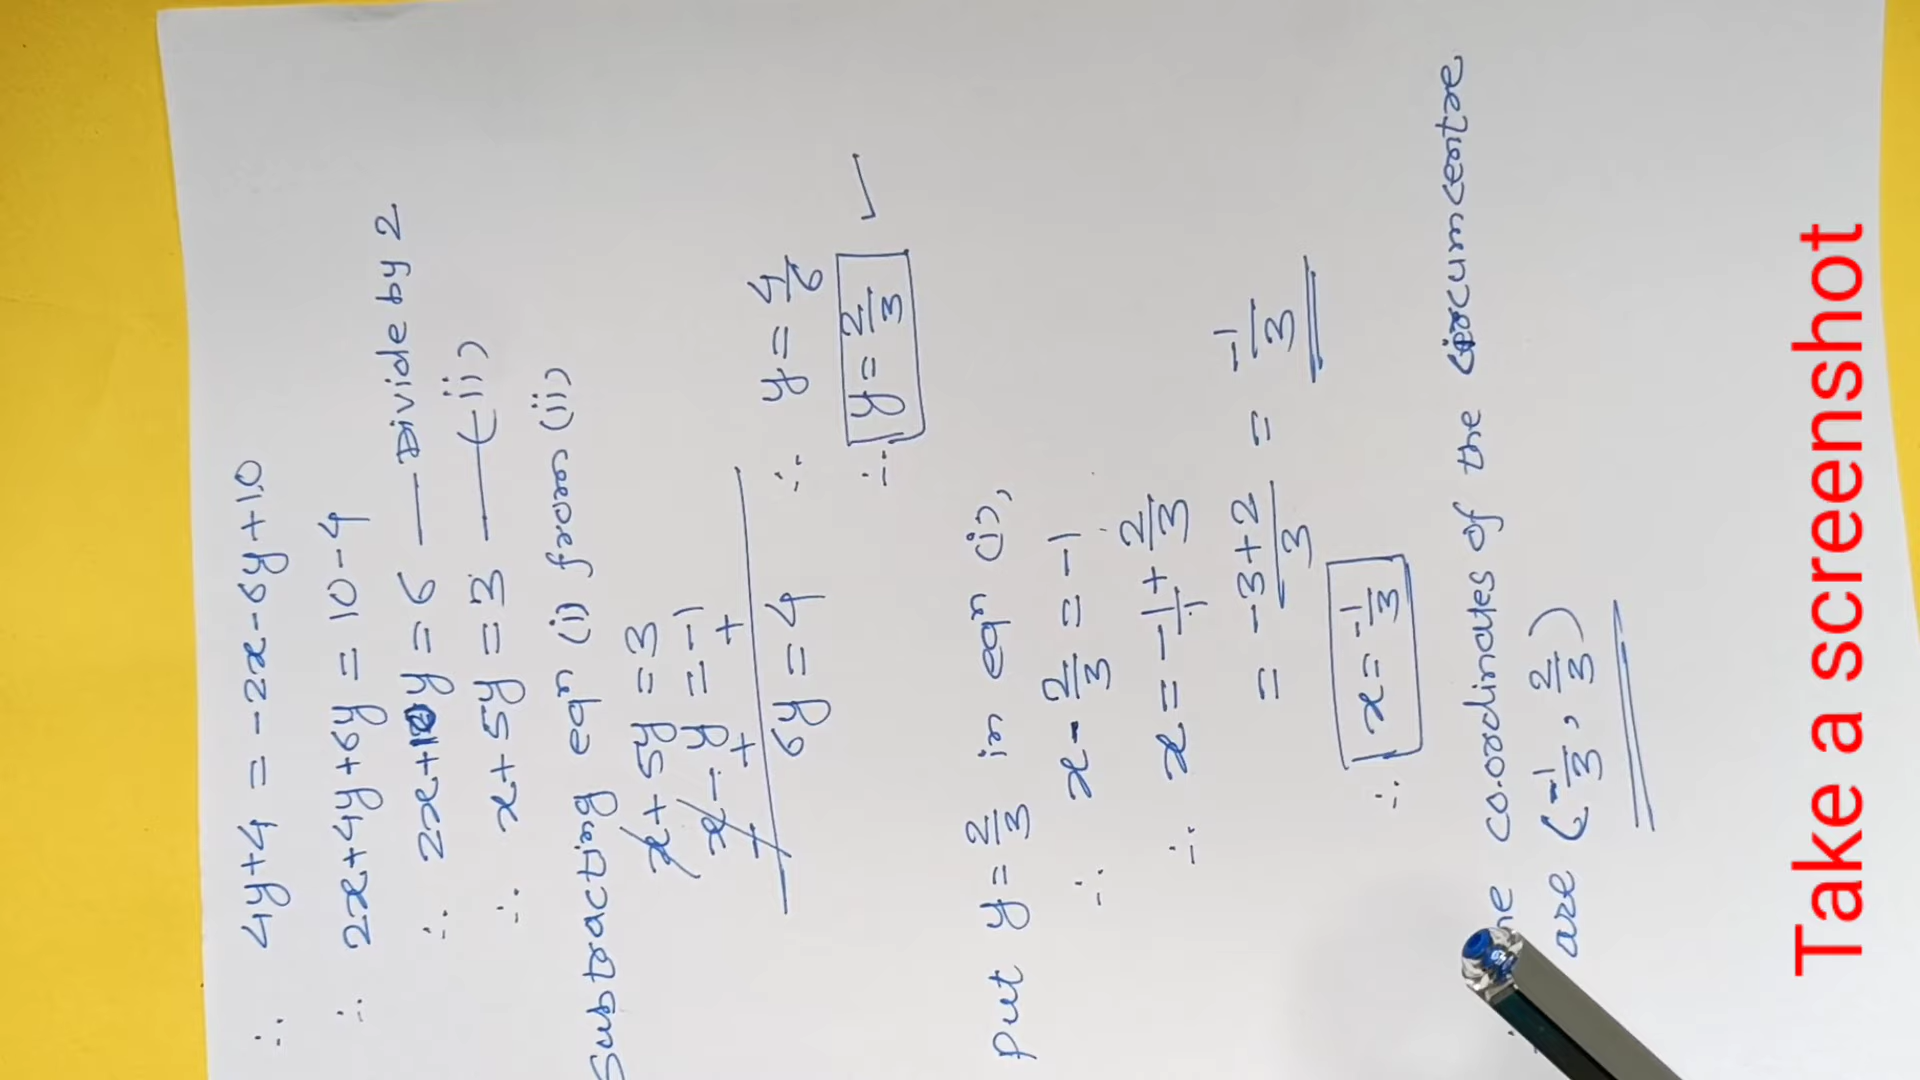 ∴ 4y+4 = -2x-6y+10
∴ 2x+4y+6y = 10-4
∴ 2x+10y = 6 — Divide by 2
∴ x+5y = 3 — (ii)
Subtracting eqn (i) from (ii)
x+5y = 3
x-y = -1
- + +
6y = 4
∴ y = 4/6
∴ y = 2/3 ✓
Put y = 2/3 in eqn (i),
∴ x - 2/3 = -1
∴ x = -1/1 + 2/3
= -3+2/3 = -1/3
∴ x = -1/3
co-ordinates of the circumcentre
are (-1/3, 2/3)
Take a screenshot